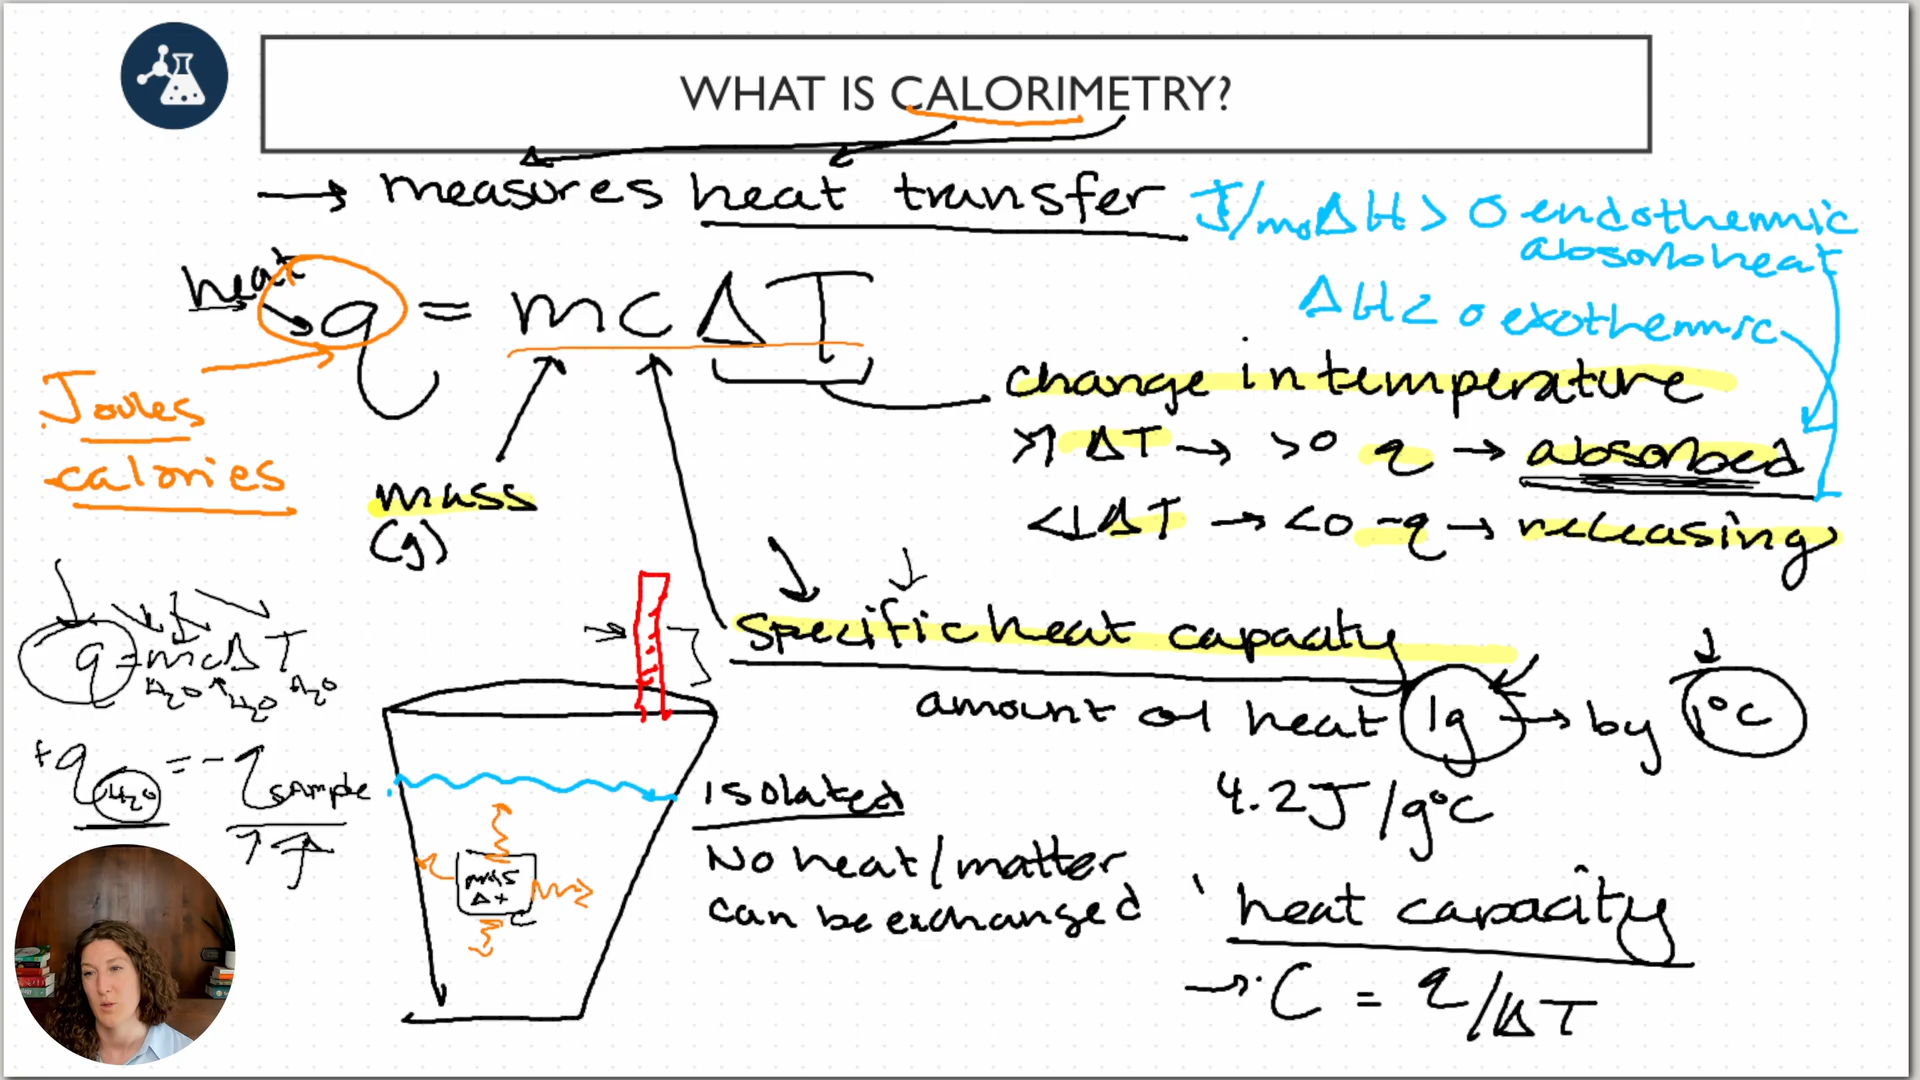 WHAT IS CALORIMETRY?
→ measures heat transfer
J/mol ΔH > 0 endothermic
absorb heat
ΔH < 0 exothermic
heat
q = mcΔT
Joules
calories
mass
(g)
change in temperature
>↑ ΔT → >0 q → absorbed
<↓ ΔT → <0 -q → releasing
specific heat capacity
amount of heat 1g → by 1°C
4.2J/g°C
q = mcΔT
H2O H2O H2O
+q H2O = -q sample
isolated
No heat/matter
can be exchanged
mass
Δt
C
heat capacity
→ C = q/ΔT